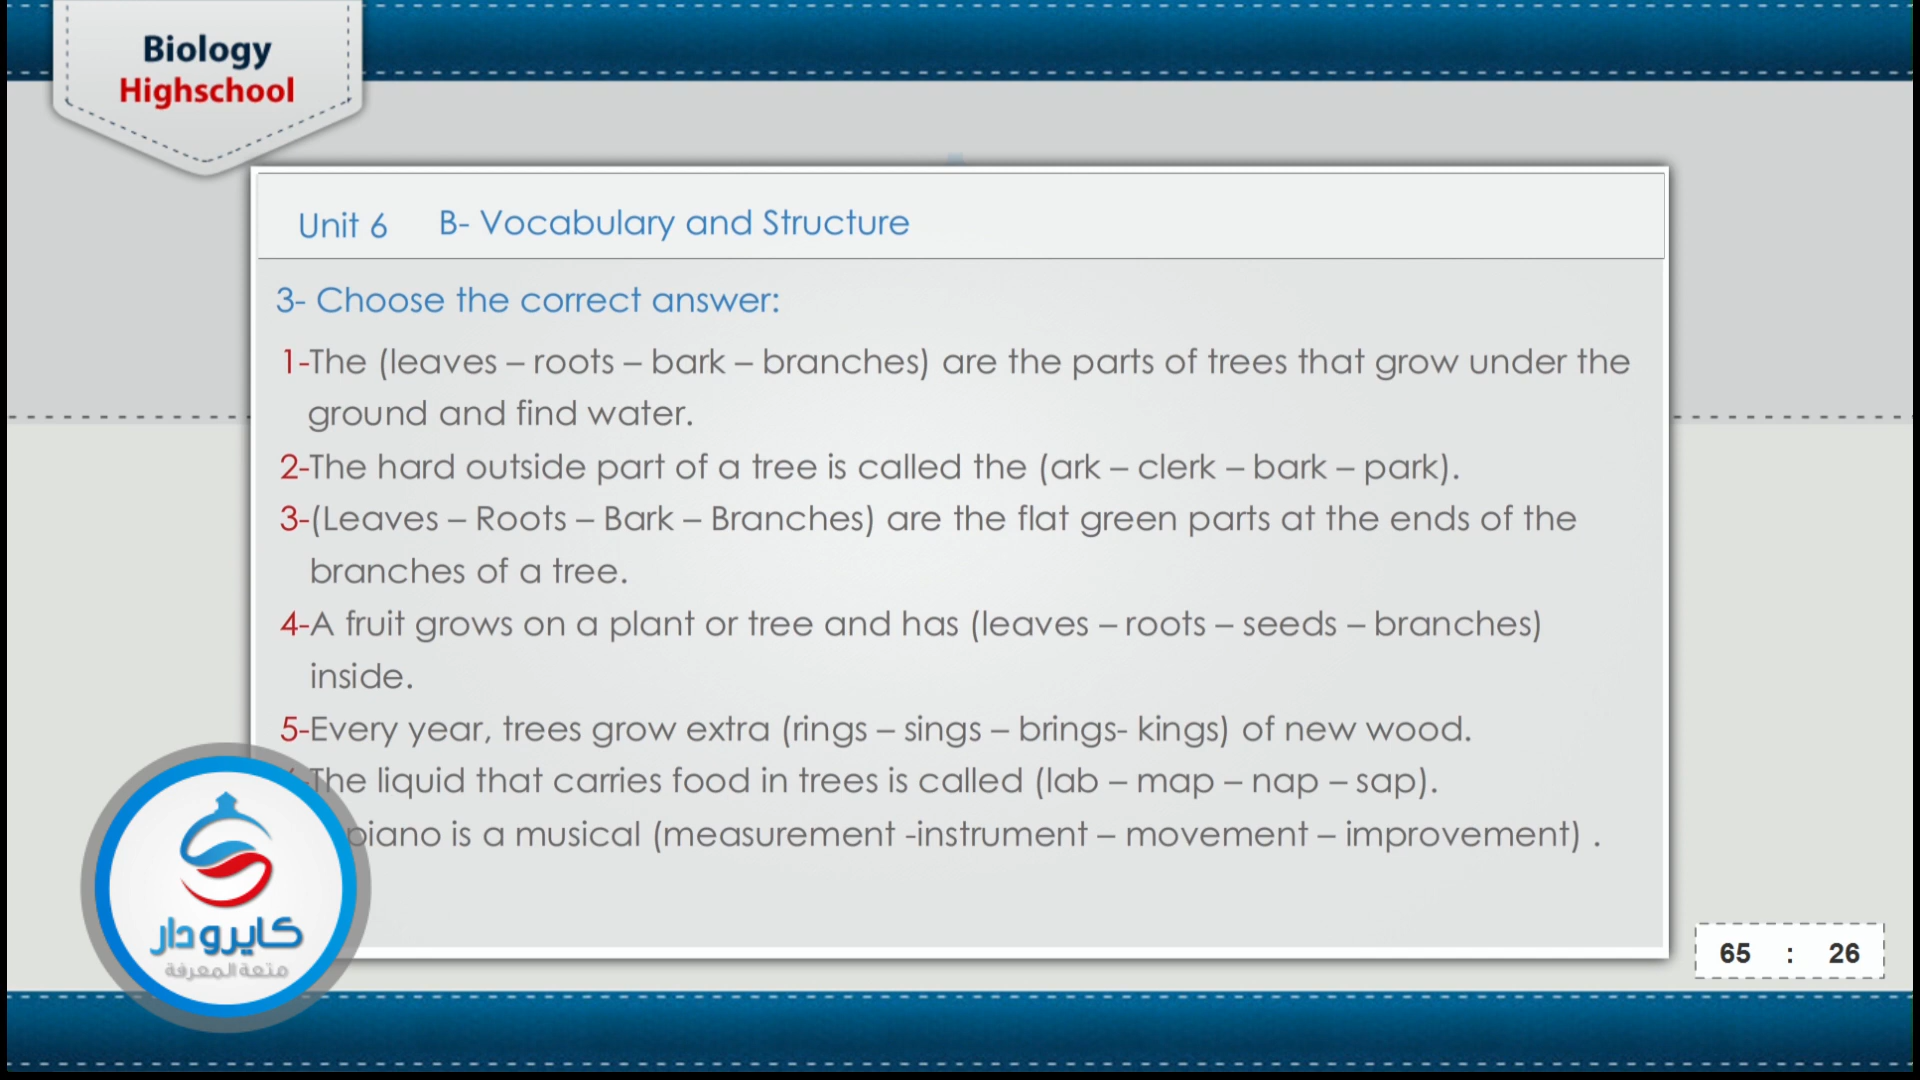 Biology
Highschool
Unit 6 B- Vocabulary and Structure
3- Choose the correct answer:
1-The (leaves – roots – bark – branches) are the parts of trees that grow under the
ground and find water.
2-The hard outside part of a tree is called the (ark – clerk – bark – park).
3-(Leaves – Roots – Bark – Branches) are the flat green parts at the ends of the
branches of a tree.
4-A fruit grows on a plant or tree and has (leaves – roots – seeds – branches)
inside.
5-Every year, trees grow extra (rings – sings – brings- kings) of new wood.
The liquid that carries food in trees is called (lab – map – nap – sap).
piano is a musical (measurement -instrument – movement – improvement) .
كايرودار
متعة المعرفة
65 : 26